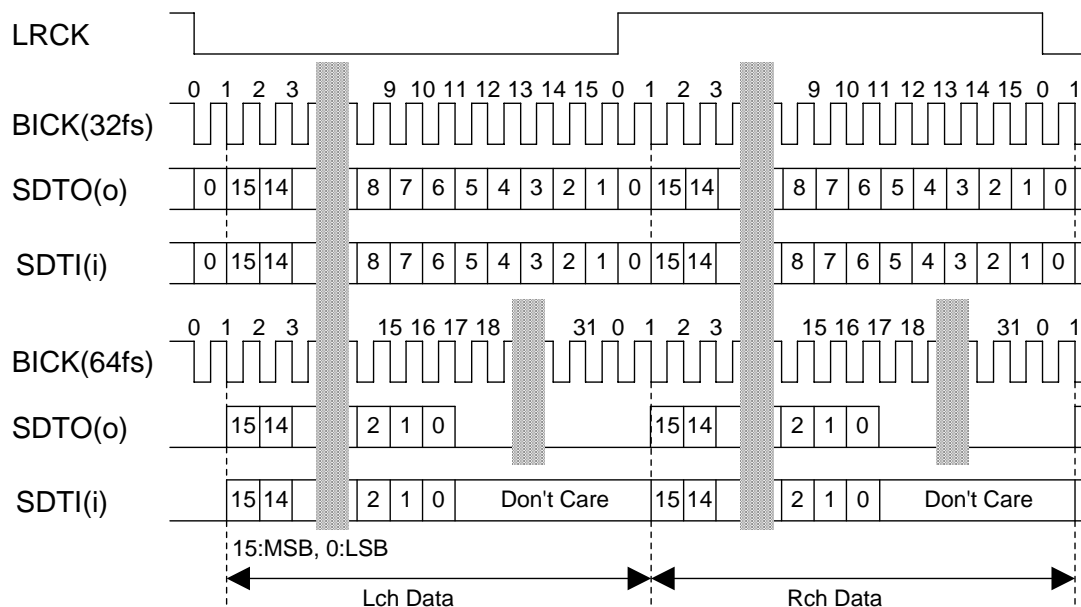 LRCK
0 1 2 3 9 10 11 12 13 14 15 0 1 2 3 9 10 11 12 13 14 15 0 1
BICK(32fs)
SDTO(o) 0 15 14 8 7 6 5 4 3 2 1 0 15 14 8 7 6 5 4 3 2 1 0
SDTI(i) 0 15 14 8 7 6 5 4 3 2 1 0 15 14 8 7 6 5 4 3 2 1 0
0 1 2 3 15 16 17 18 31 0 1 2 3 15 16 17 18 31 0 1
BICK(64fs)
SDTO(o) 15 14 2 1 0 15 14 2 1 0
SDTI(i) 15 14 2 1 0 Don't Care 15 14 2 1 0 Don't Care
15:MSB, 0:LSB
Lch Data Rch Data